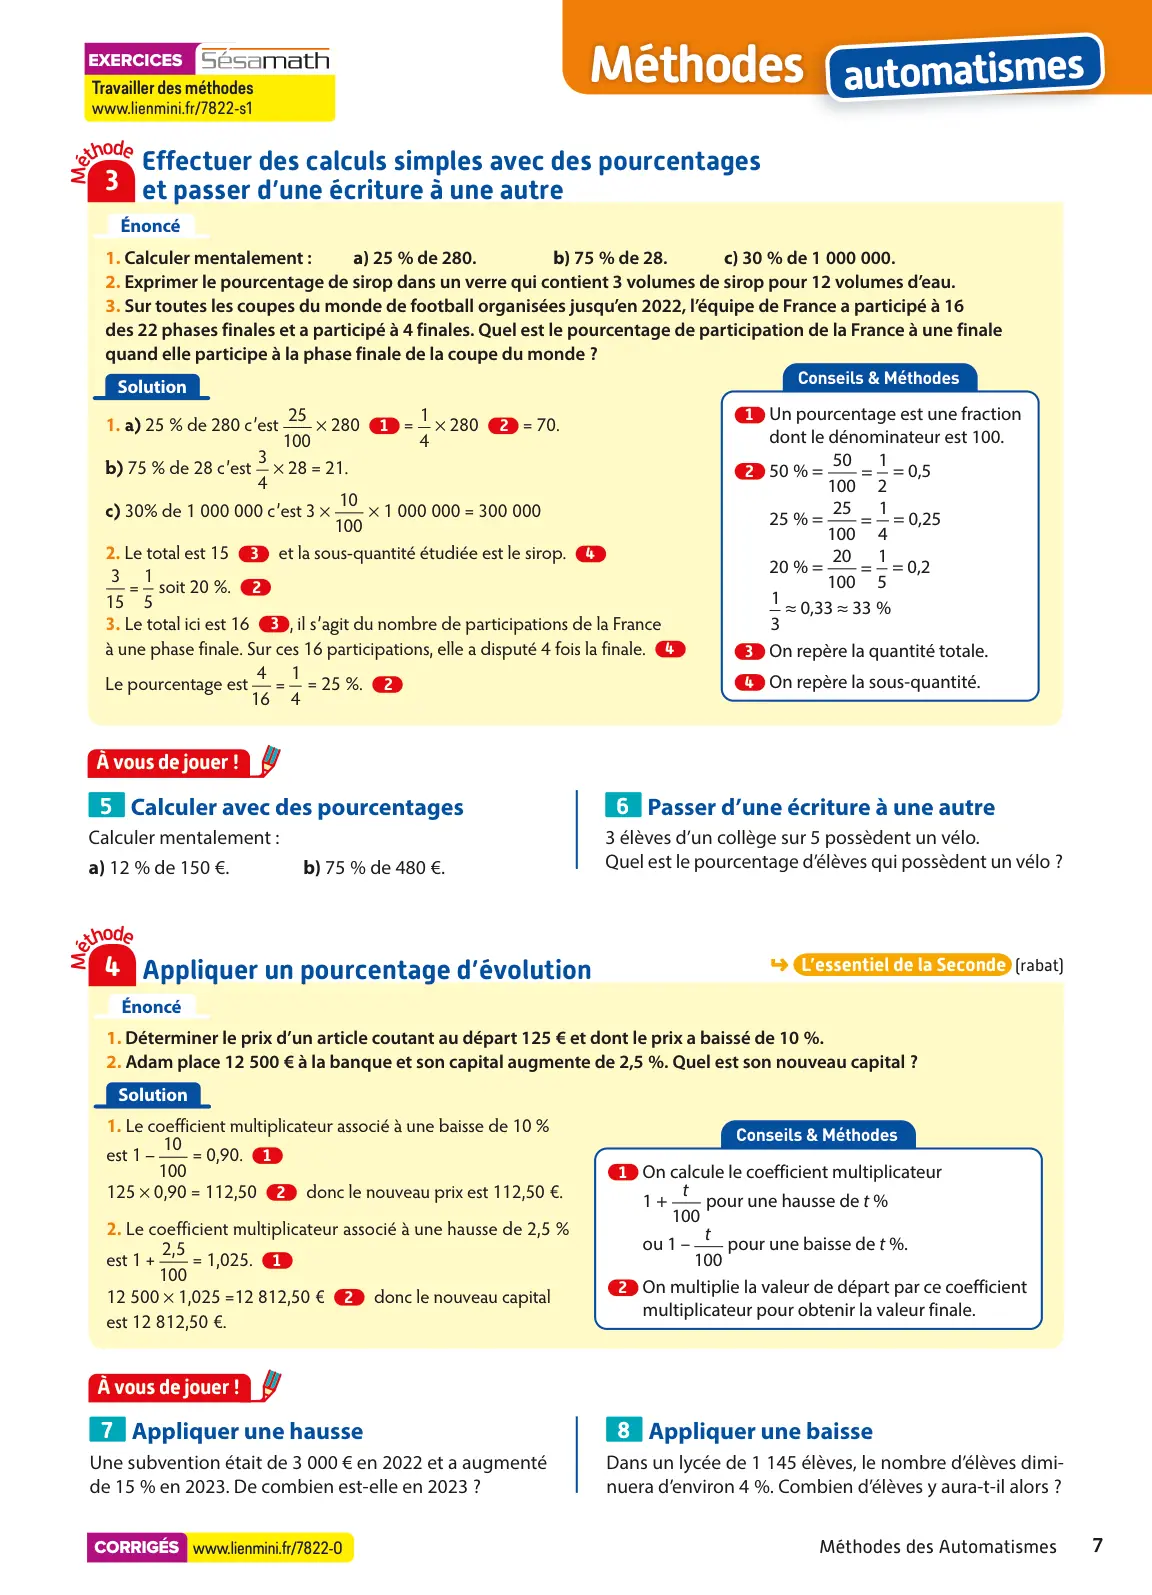 EXERCICES Sésamath
Travailler des méthodes
www.lienmini.fr/7822-s1
Méthodes automatismes
Méthode
3
Effectuer des calculs simples avec des pourcentages
et passer d'une écriture à une autre
Énoncé
1. Calculer mentalement : a) 25 % de 280. b) 75 % de 28. c) 30 % de 1 000 000.
2. Exprimer le pourcentage de sirop dans un verre qui contient 3 volumes de sirop pour 12 volumes d'eau.
3. Sur toutes les coupes du monde de football organisées jusqu'en 2022, l'équipe de France a participé à 16
des 22 phases finales et a participé à 4 finales. Quel est le pourcentage de participation de la France à une finale
quand elle participe à la phase finale de la coupe du monde ?
Solution
1. a) 25 % de 280 c'est 25/100 × 280 1 = 1/4 × 280 2 = 70.
b) 75 % de 28 c'est 3/4 × 28 = 21.
c) 30% de 1 000 000 c'est 3 × 10/100 × 1 000 000 = 300 000
2. Le total est 15 3 et la sous-quantité étudiée est le sirop. 4
3/15 = 1/5 soit 20 %. 2
3. Le total ici est 16 3 , il s'agit du nombre de participations de la France
à une phase finale. Sur ces 16 participations, elle a disputé 4 fois la finale. 4
Le pourcentage est 4/16 = 1/4 = 25 %. 2
Conseils & Méthodes
1 Un pourcentage est une fraction
dont le dénominateur est 100.
2 50 % = 50/100 = 1/2 = 0,5
25 % = 25/100 = 1/4 = 0,25
20 % = 20/100 = 1/5 = 0,2
1/3 ≈ 0,33 ≈ 33 %
3 On repère la quantité totale.
4 On repère la sous-quantité.
À vous de jouer !
5 Calculer avec des pourcentages
Calculer mentalement :
a) 12 % de 150 €. b) 75 % de 480 €.
6 Passer d'une écriture à une autre
3 élèves d'un collège sur 5 possèdent un vélo.
Quel est le pourcentage d'élèves qui possèdent un vélo ?
Méthode
4
Appliquer un pourcentage d'évolution
↪ L'essentiel de la Seconde (rabat)
Énoncé
1. Déterminer le prix d'un article coutant au départ 125 € et dont le prix a baissé de 10 %.
2. Adam place 12 500 € à la banque et son capital augmente de 2,5 %. Quel est son nouveau capital ?
Solution
1. Le coefficient multiplicateur associé à une baisse de 10 %
est 1 – 10/100 = 0,90. 1
125 × 0,90 = 112,50 2 donc le nouveau prix est 112,50 €.
2. Le coefficient multiplicateur associé à une hausse de 2,5 %
est 1 + 2,5/100 = 1,025. 1
12 500 × 1,025 =12 812,50 € 2 donc le nouveau capital
est 12 812,50 €.
Conseils & Méthodes
1 On calcule le coefficient multiplicateur
1 + t/100 pour une hausse de t %
ou 1 – t/100 pour une baisse de t %.
2 On multiplie la valeur de départ par ce coefficient
multiplicateur pour obtenir la valeur finale.
À vous de jouer !
7 Appliquer une hausse
Une subvention était de 3 000 € en 2022 et a augmenté
de 15 % en 2023. De combien est-elle en 2023 ?
8 Appliquer une baisse
Dans un lycée de 1 145 élèves, le nombre d'élèves dimi-
nuera d'environ 4 %. Combien d'élèves y aura-t-il alors ?
CORRIGÉS www.lienmini.fr/7822-0
Méthodes des Automatismes 7